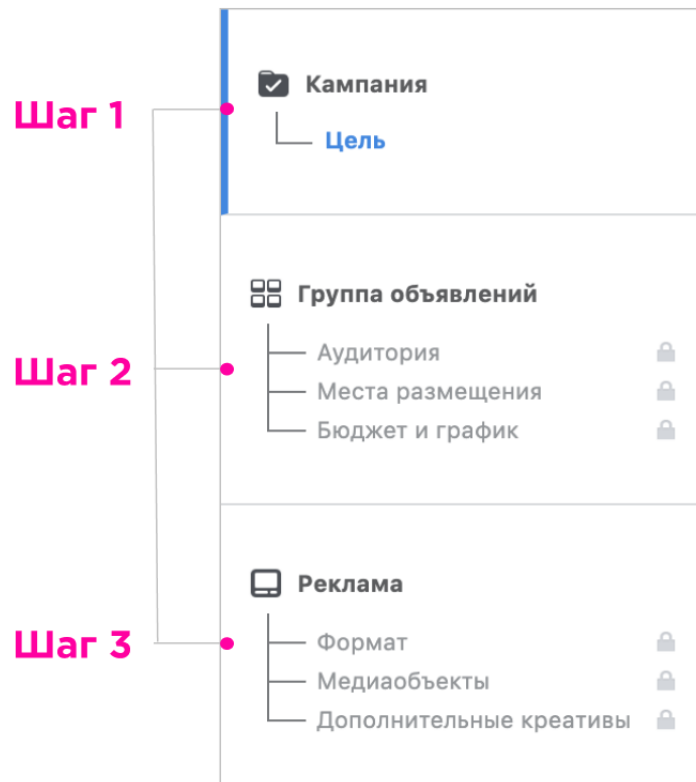 Шаг 1
Кампания
Цель
Группа объявлений
Шаг 2
Аудитория
Места размещения
Бюджет и график
Реклама
Шаг 3
Формат
Медиаобъекты
Дополнительные креативы